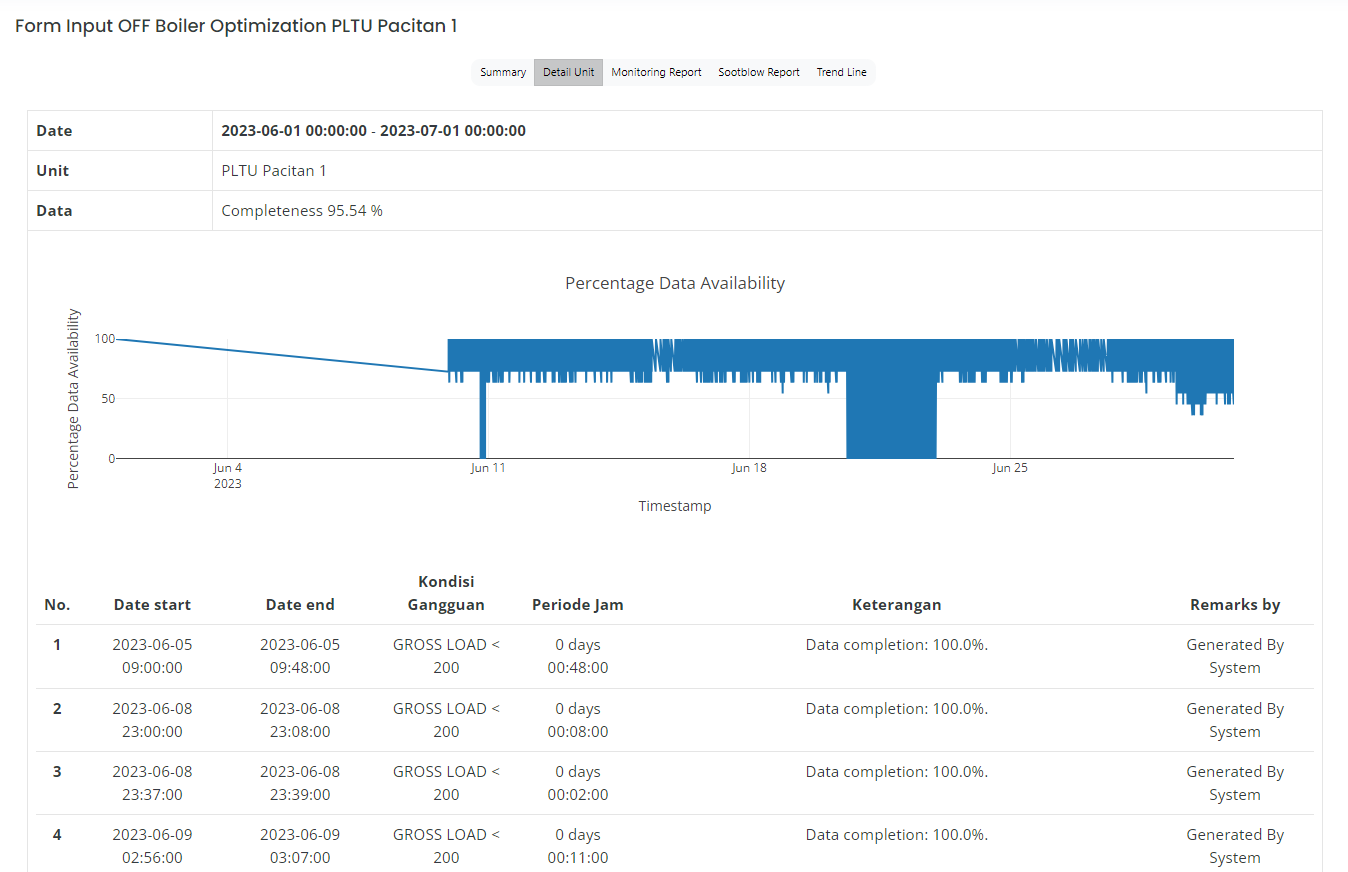 Form Input OFF Boiler Optimization PLTU Pacitan 1
Summary Detail Unit Monitoring Report Sootblow Report Trend Line
Date 2023-06-01 00:00:00 - 2023-07-01 00:00:00
Unit PLTU Pacitan 1
Data Completeness 95.54 %
Percentage Data Availability
Percentage Data Availability
100
50
0
Jun 4 Jun 11 Jun 18 Jun 25
2023
Timestamp
Kondisi
No. Date start Date end Gangguan Periode Jam Keterangan Remarks by
1 2023-06-05 2023-06-05 GROSS LOAD < 0 days Data completion: 100.0%. Generated By
09:00:00 09:48:00 200 00:48:00 System
2 2023-06-08 2023-06-08 GROSS LOAD < 0 days Data completion: 100.0%. Generated By
23:00:00 23:08:00 200 00:08:00 System
3 2023-06-08 2023-06-08 GROSS LOAD < 0 days Data completion: 100.0%. Generated By
23:37:00 23:39:00 200 00:02:00 System
4 2023-06-09 2023-06-09 GROSS LOAD < 0 days Data completion: 100.0%. Generated By
02:56:00 03:07:00 200 00:11:00 System